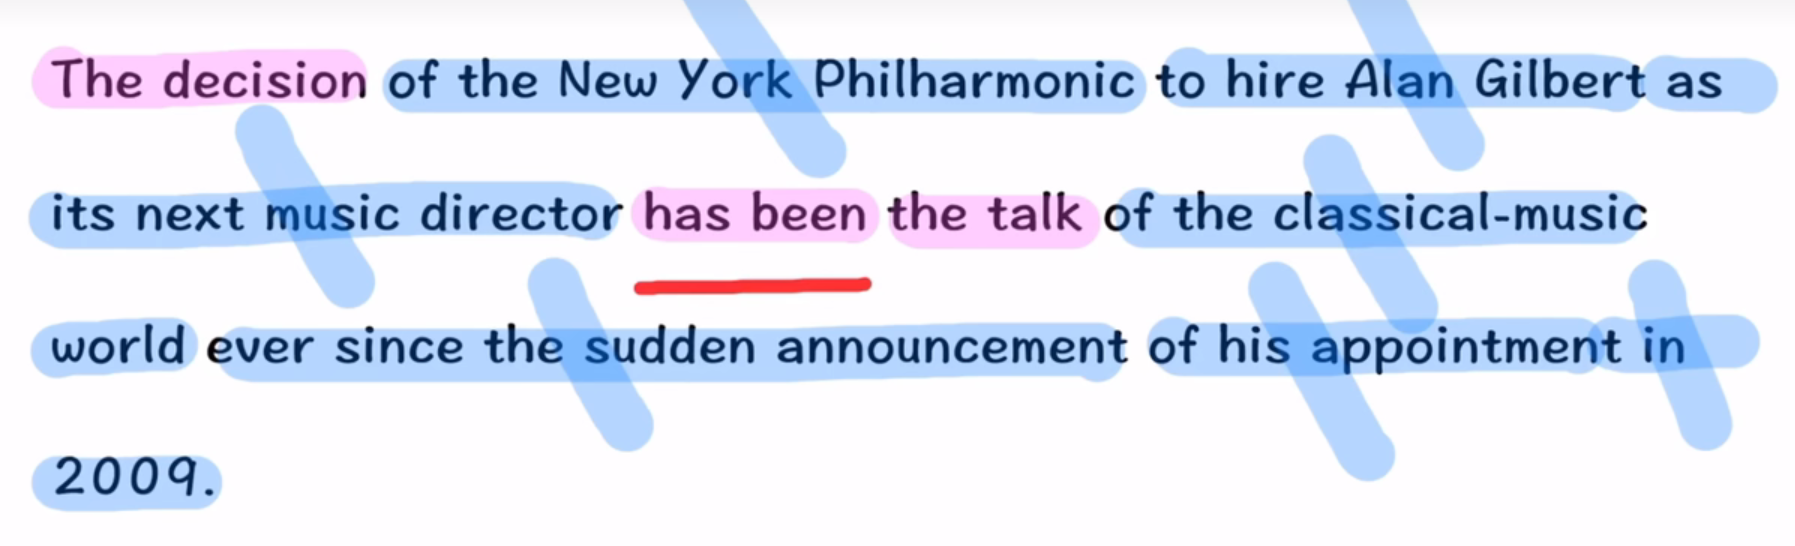 The decision of the New York Philharmonic to hire Alan Gilbert as
its next music director has been the talk of the classical-music
world ever since the sudden announcement of his appointment in
2009.